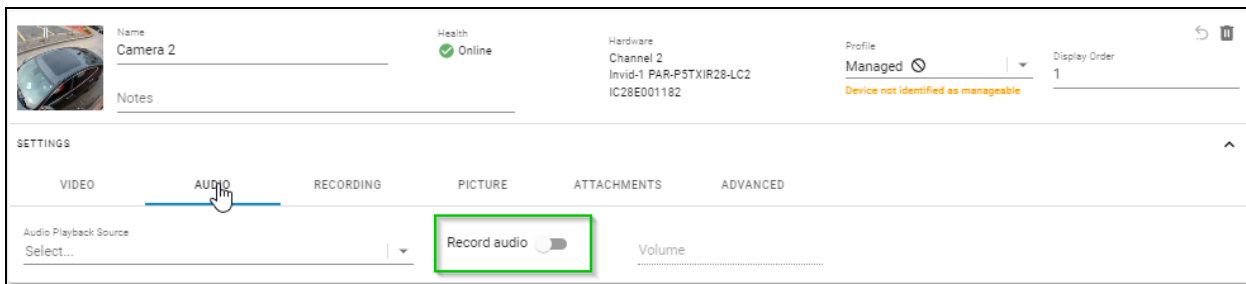 Name
Camera 2
Notes
Health
Online
Hardware
Channel 2
Invid-1 PAR-P5TXIR28-LC2
IC28E001182
Profile
Managed
Device not identified as manageable
Display Order
1
SETTINGS
VIDEO AUDIO RECORDING PICTURE ATTACHMENTS ADVANCED
Audio Playback Source
Select...
Record audio
Volume